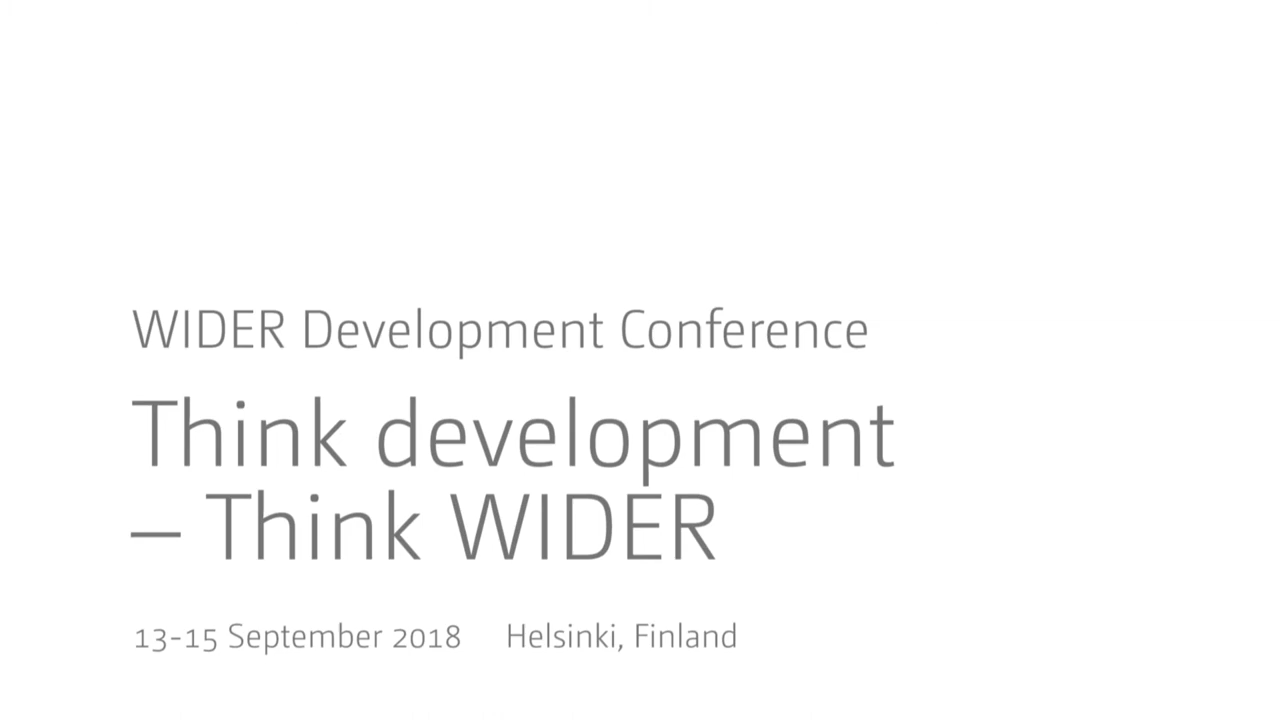 WIDER Development Conference
Think development
– Think WIDER
13-15 September 2018 Helsinki, Finland